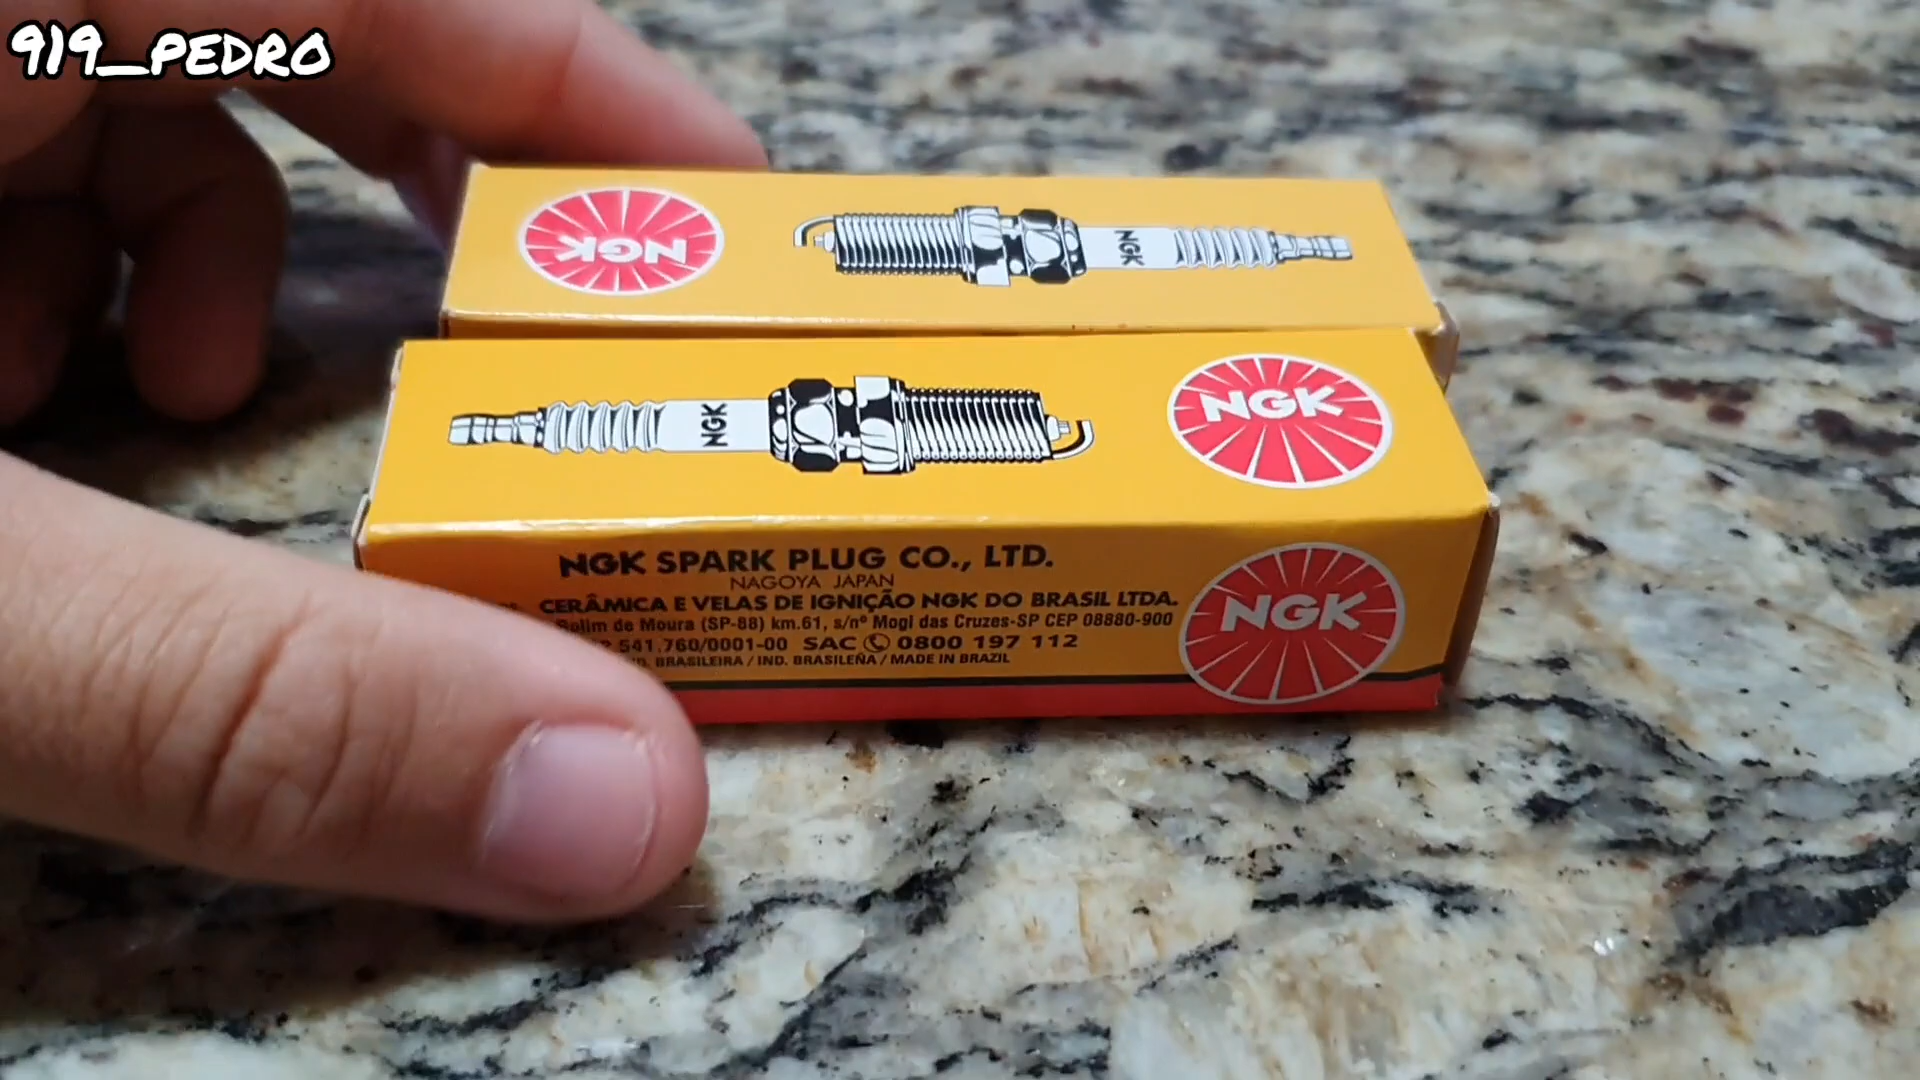 919_PEDRO
NGK
NGK
NGK
NGK
NGK SPARK PLUG CO., LTD.
NAGOYA JAPAN
CERÂMICA E VELAS DE IGNIÇÃO NGK DO BRASIL LTDA.
de Moura (SP-88) km.61, s/nº Mogi das Cruzes-SP CEP 08880-900
.541.760/0001-00 SAC 0800 197 112
BRASILEIRA / IND. BRASILEÑA / MADE IN BRAZIL
NGK